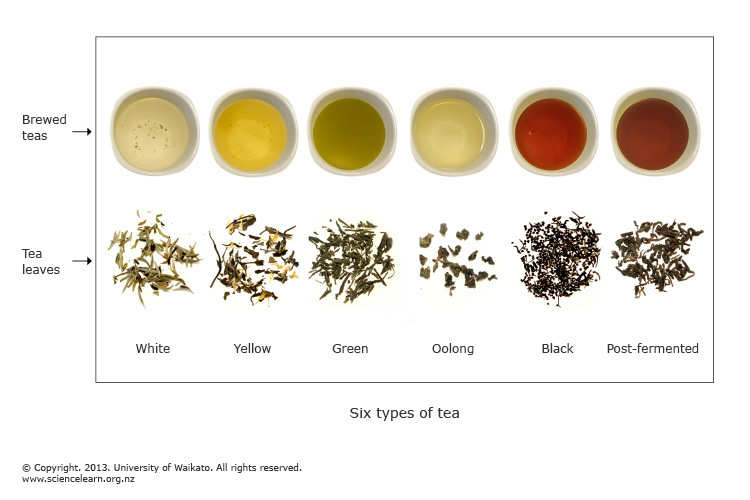 Brewed
teas
Tea
leaves
White
Yellow
Green
Oolong
Black
Post-fermented
Six types of tea
© Copyright. 2013. University of Waikato. All rights reserved.
www.sciencelearn.org.nz